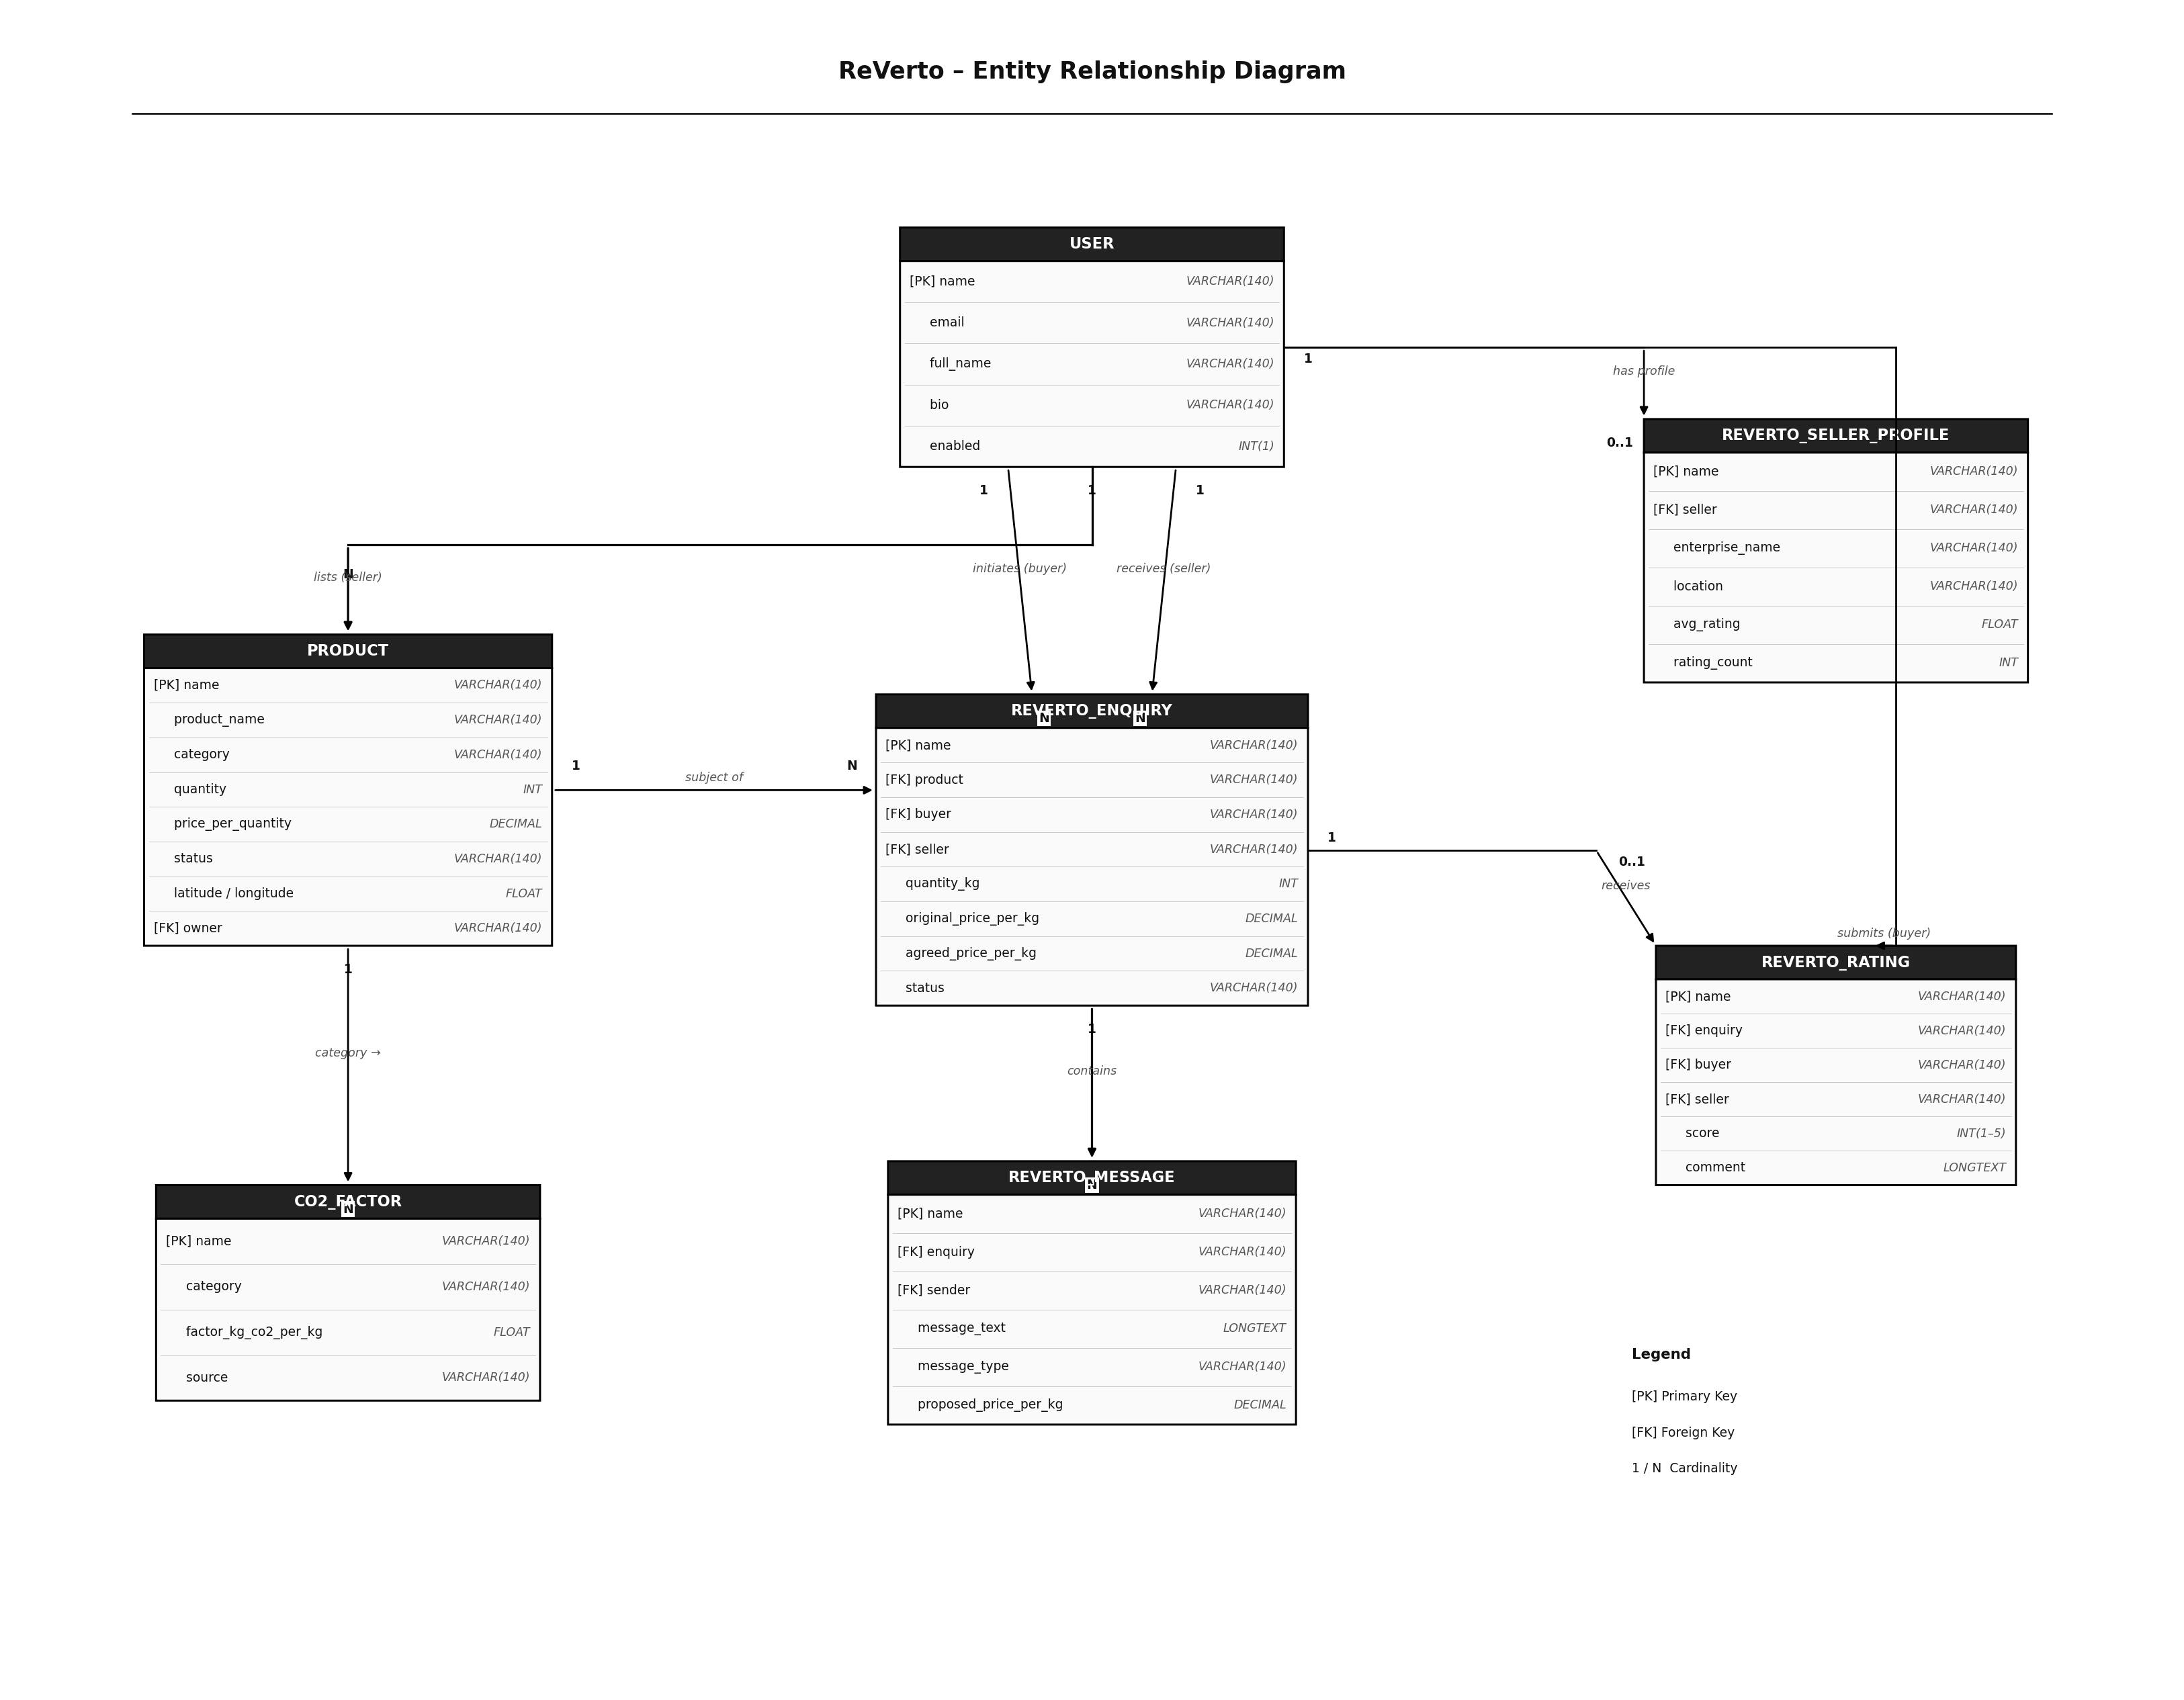 ReVerto – Entity Relationship Diagram
USER
[PK] name VARCHAR(140)
email VARCHAR(140)
full_name VARCHAR(140)
bio VARCHAR(140)
enabled INT(1)
1
has profile
0..1
REVERTO_SELLER_PROFILE
[PK] name VARCHAR(140)
[FK] seller VARCHAR(140)
enterprise_name VARCHAR(140)
location VARCHAR(140)
avg_rating FLOAT
rating_count INT
1 1 1
lists (seller)
N
initiates (buyer)
receives (seller)
PRODUCT
[PK] name VARCHAR(140)
product_name VARCHAR(140)
category VARCHAR(140)
quantity INT
price_per_quantity DECIMAL
status VARCHAR(140)
latitude / longitude FLOAT
[FK] owner VARCHAR(140)
1 subject of N
REVERTO_ENQUIRY
N N
[PK] name VARCHAR(140)
[FK] product VARCHAR(140)
[FK] buyer VARCHAR(140)
[FK] seller VARCHAR(140)
quantity_kg INT
original_price_per_kg DECIMAL
agreed_price_per_kg DECIMAL
status VARCHAR(140)
1
0..1
receives
submits (buyer)
REVERTO_RATING
[PK] name VARCHAR(140)
[FK] enquiry VARCHAR(140)
[FK] buyer VARCHAR(140)
[FK] seller VARCHAR(140)
score INT(1–5)
comment LONGTEXT
1
category →
1
contains
CO2_FACTOR
N
[PK] name VARCHAR(140)
category VARCHAR(140)
factor_kg_co2_per_kg FLOAT
source VARCHAR(140)
REVERTO_MESSAGE
N
[PK] name VARCHAR(140)
[FK] enquiry VARCHAR(140)
[FK] sender VARCHAR(140)
message_text LONGTEXT
message_type VARCHAR(140)
proposed_price_per_kg DECIMAL
Legend
[PK] Primary Key
[FK] Foreign Key
1 / N Cardinality